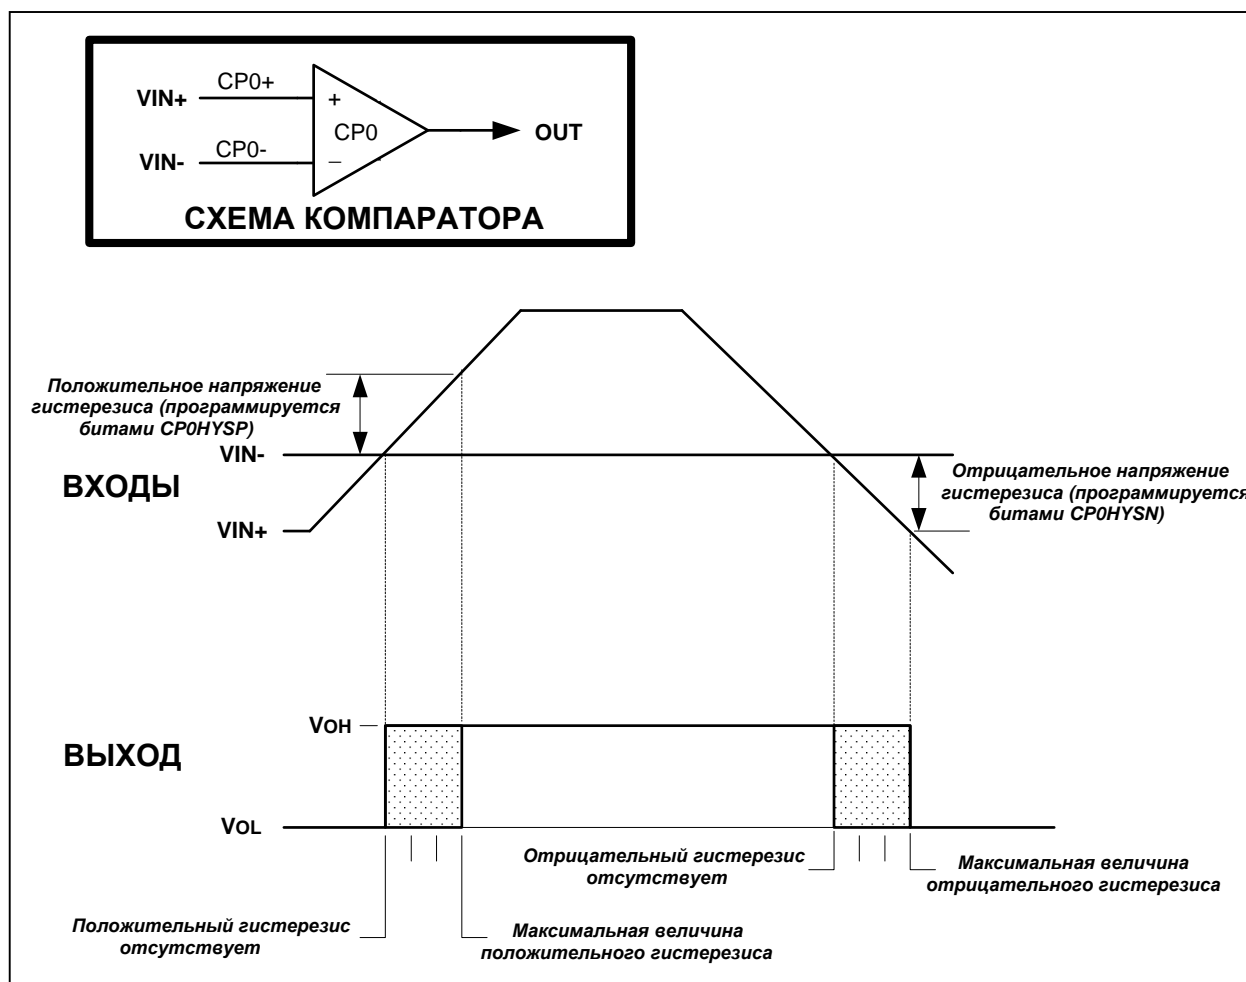 CP0+
VIN+
+
CP0
OUT
CP0-
VIN-
−
СХЕМА КОМПАРАТОРА
Положительное напряжение
гистерезиса (программируется
битами CP0HYSP)
VIN-
ВХОДЫ
VIN+
Отрицательное напряжение
гистерезиса (программируется
битами CP0HYSN)
VOH
ВЫХОД
VOL
Отрицательный гистерезис
отсутствует
Максимальная величина
отрицательного гистерезиса
Положительный гистерезис
отсутствует
Максимальная величина
положительного гистерезиса